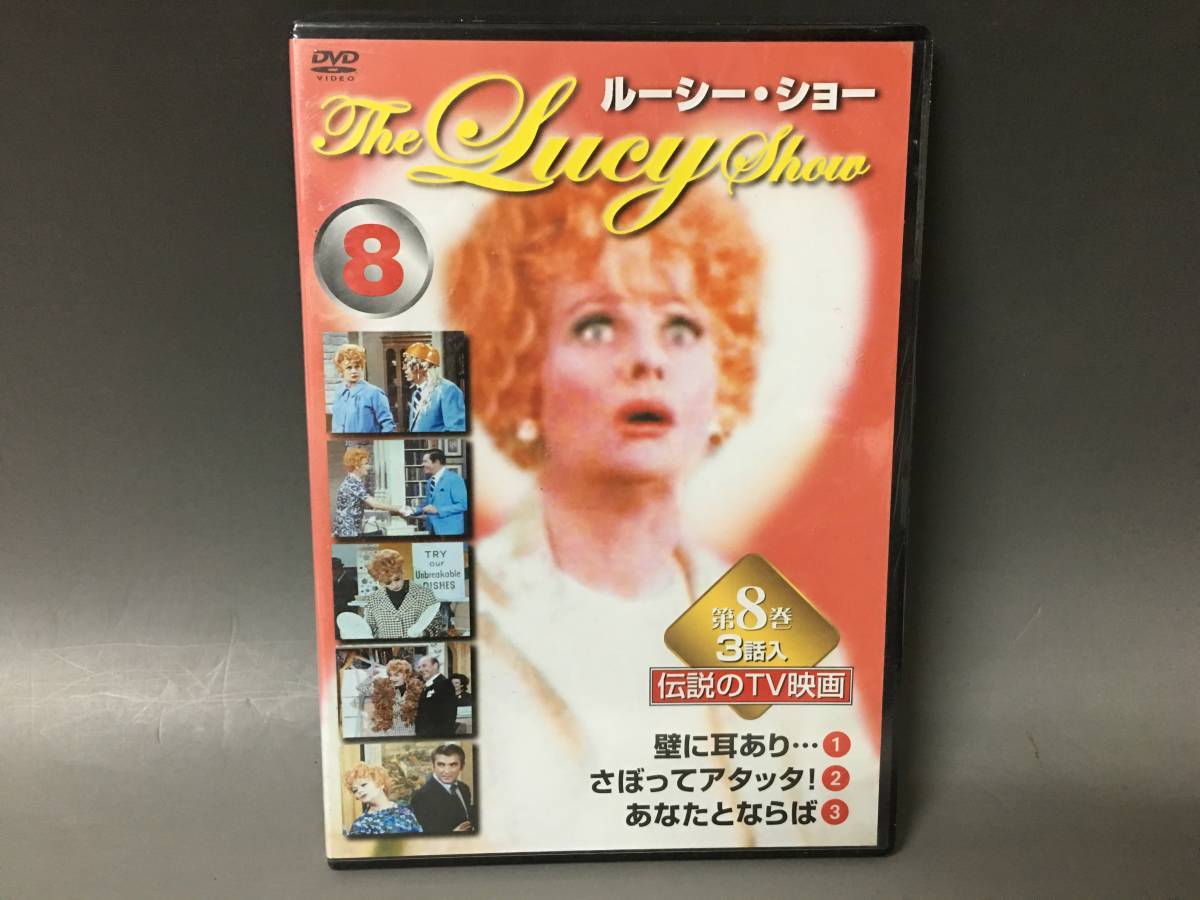 DVD
VIDEO
ルーシー・ショー
The Lucy Show
8
TRY
our
Unbreakable
DISHES
第8巻
3話入
伝説のTV映画
壁に耳あり…1
さぼってアタッタ!2
あなたとならば3